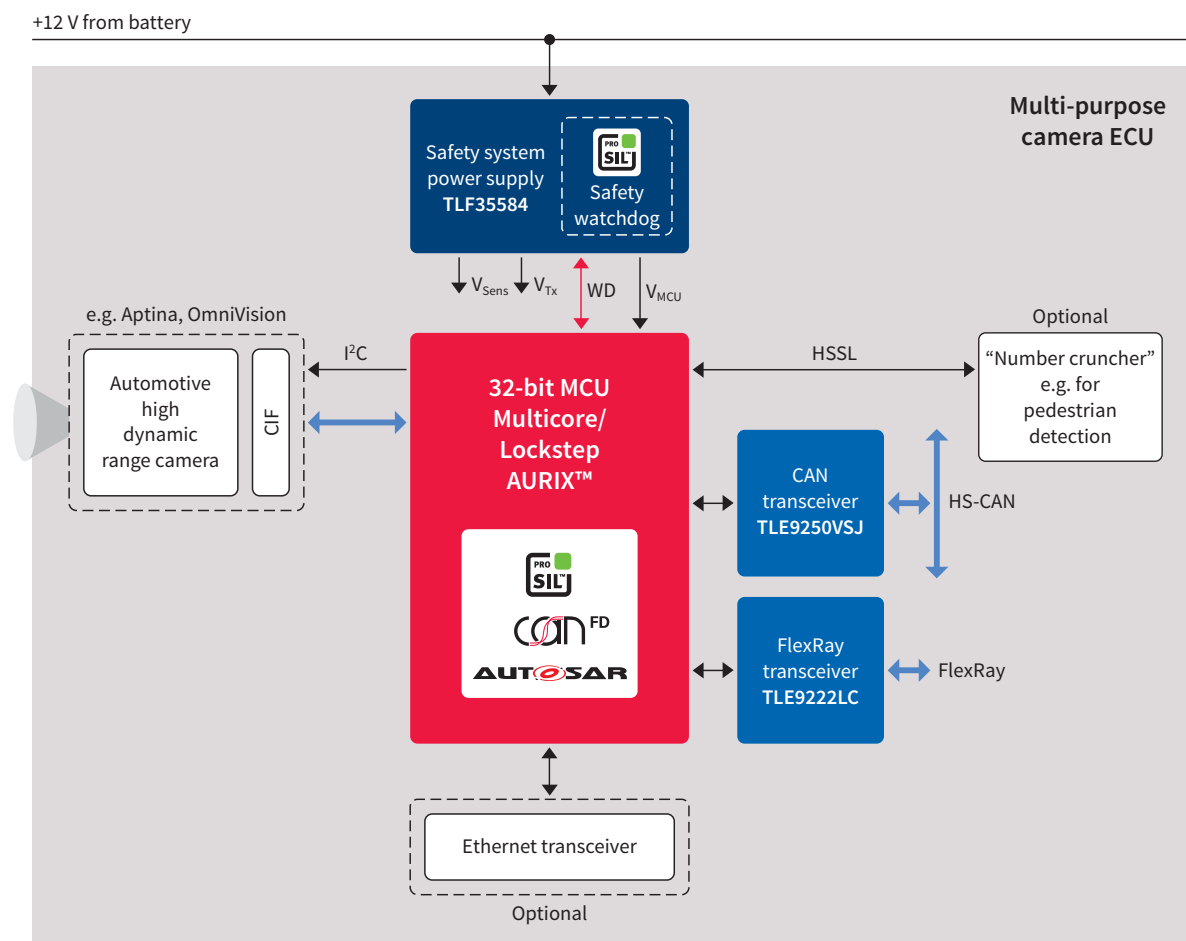 +12 V from battery
Multi-purpose
camera ECU
Safety system
power supply
TLF35584
PRO
SIL™
Safety
watchdog
VSens
VTx
WD
VMCU
e.g. Aptina, OmniVision
Automotive
high
dynamic
range camera
CIF
I²C
32-bit MCU
Multicore/
Lockstep
AURIX™
PRO
SIL™
CAN FD
AUTOSAR
HSSL
Optional
“Number cruncher”
e.g. for
pedestrian
detection
CAN
transceiver
TLE9250VSJ
HS-CAN
FlexRay
transceiver
TLE9222LC
FlexRay
Ethernet transceiver
Optional